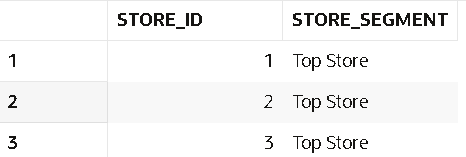 STORE_ID STORE_SEGMENT
1 1 Top Store
2 2 Top Store
3 3 Top Store